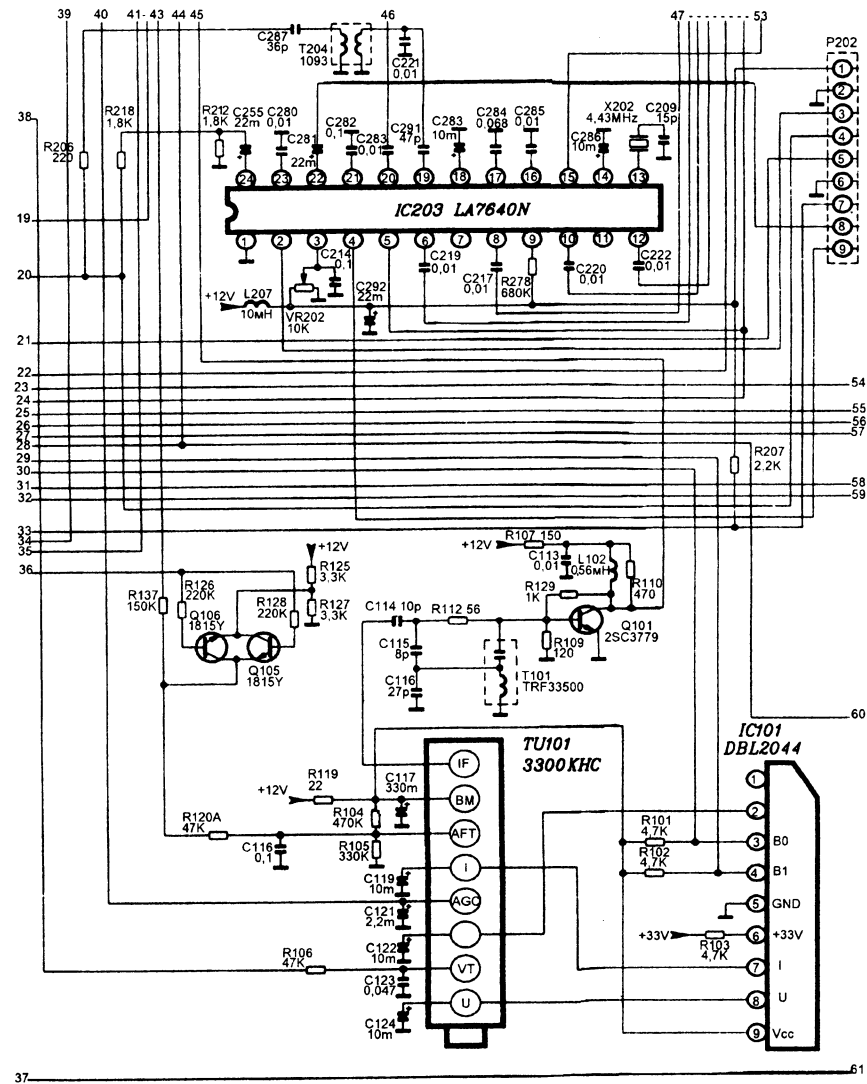 39 40 41- 43 44 45 46 47 53
C287
36p
T204
1093
C221
0,01
P202
1
2
3
4
5
6
7
8
9
38
R206
220
R218
1,8K
R212
1,8K
C255
22m
C280
0,01
C281
22m
C282
0,1
C283
0,01
C291
47p
C283
10m
C284
0,068
C285
0,01
X202
4,43MHz
C286
10m
C209
15p
24 23 22 21 20 19 18 17 16 15 14 13
IC203 LA7640N
1 2 3 4 5 6 7 8 9 10 11 12
19
20
C214
0,1
C219
0,01
C217
0,01
R278
680K
C220
0,01
C222
0,01
+12V
L207
10мH
VR202
10K
C292
22m
21
22
23
24
25
26
27
28
29
30
31
32
33
34
35
36
54
55
56
57
58
59
R207
2.2K
+12V
R125
3,3K
R127
3,3K
R137
150K
R126
220K
R128
220K
Q106
1815Y
Q105
1815Y
+12V
R107 150
C113
0,01
L102
0,56мH
R110
470
R129
1K
Q101
2SC3779
C114 10p
R112 56
R109
120
C115
8p
C116
27p
T101
TRF33500
60
TU101
3300KHC
IC101
DBL2044
IF
BM
AFT
I
AGC
VT
U
+12V
R119
22
C117
330m
R104
470K
R105
330K
R120A
47K
C116
0,1
C119
10m
C121
2,2m
C122
10m
R106
47K
C123
0,047
C124
10m
R101
4,7K
R102
4,7K
+33V
R103
4,7K
1
2
3 B0
4 B1
5 GND
6 +33V
7 I
8 U
9 Vcc
37
61